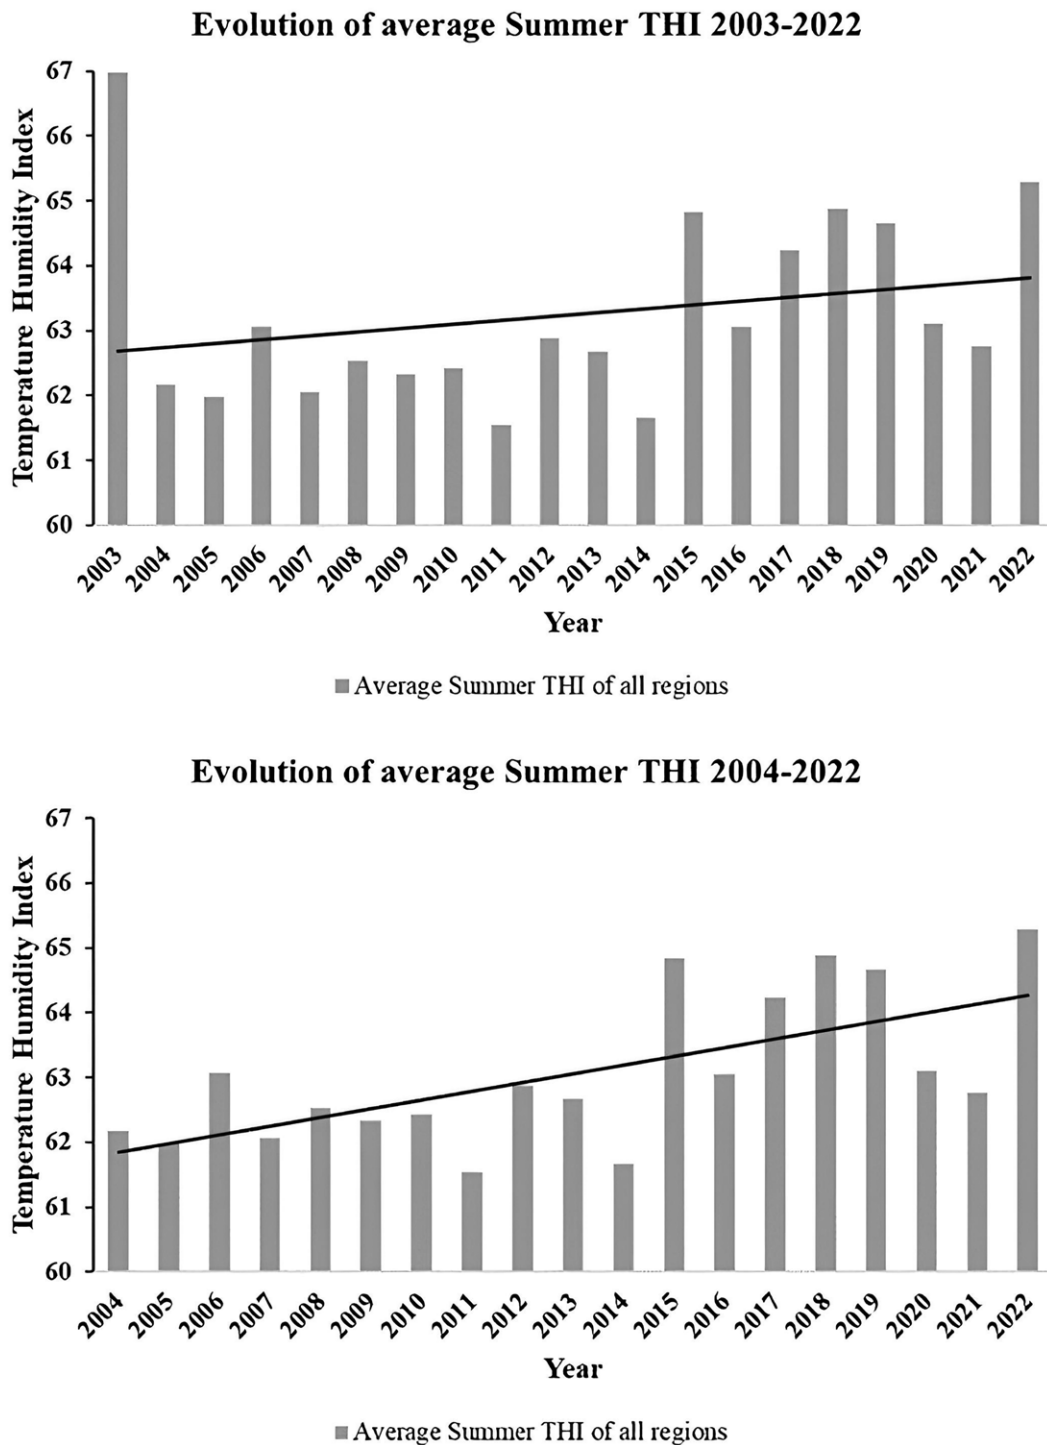 Evolution of average Summer THI 2003-2022
Temperature Humidity Index
67
66
65
64
63
62
61
60
2003 2004 2005 2006 2007 2008 2009 2010 2011 2012 2013 2014 2015 2016 2017 2018 2019 2020 2021 2022
Year
Average Summer THI of all regions
Evolution of average Summer THI 2004-2022
Temperature Humidity Index
67
66
65
64
63
62
61
60
2004 2005 2006 2007 2008 2009 2010 2011 2012 2013 2014 2015 2016 2017 2018 2019 2020 2021 2022
Year
Average Summer THI of all regions